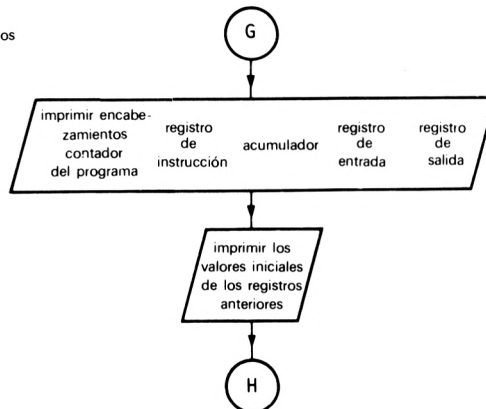 os
G
imprimir encabe-
zamientos
contador
del programa
registro
de
instrucción
acumulador
registro
de
entrada
registro
de
salida
imprimir los
valores iniciales
de los registros
anteriores
H